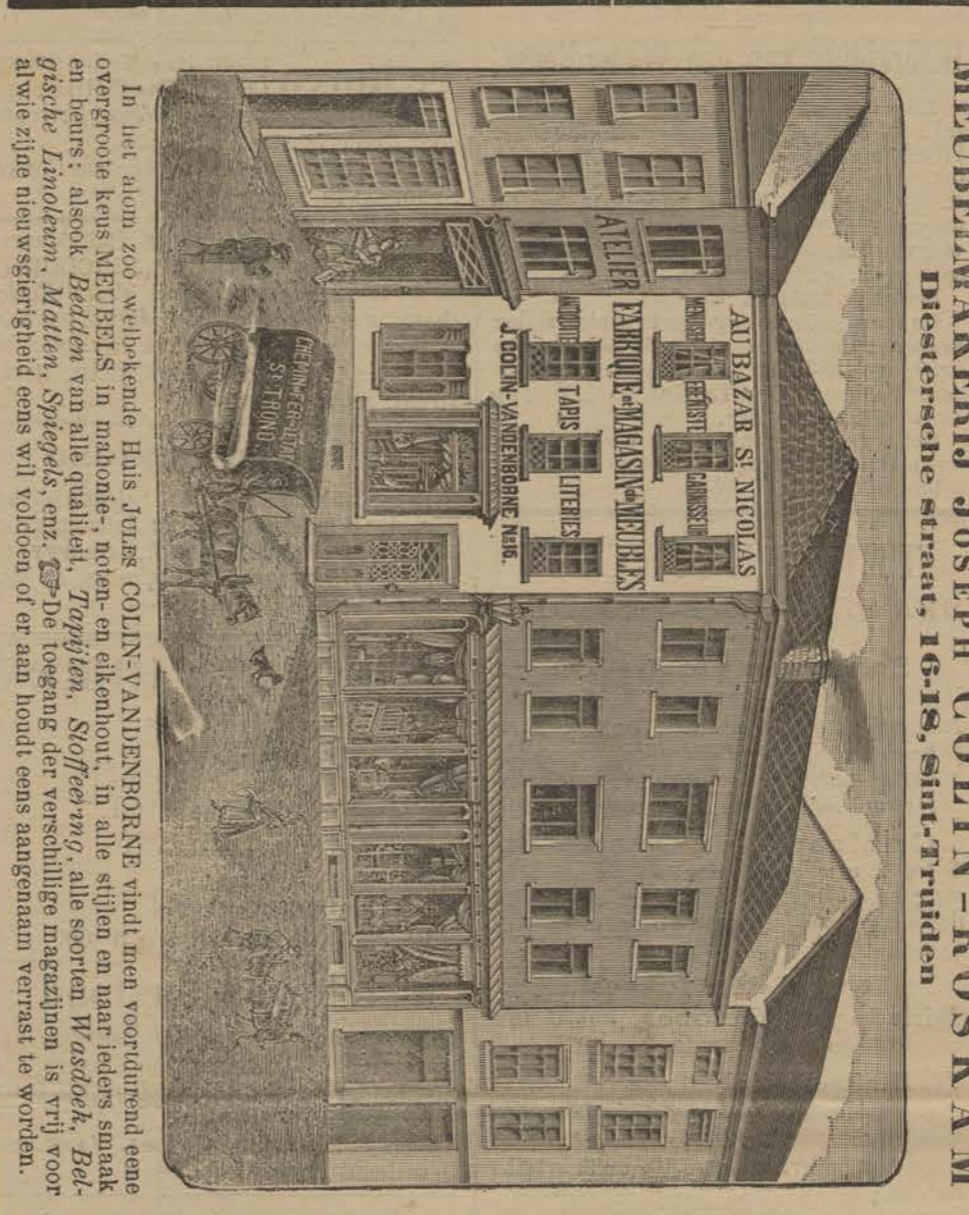 MEUBELMAKERIJ JOSEPH COLIN-ROSKAM
Diestersche straat, 16-18, Sint-Truiden
AU BAZAR St NICOLAS
MENUISERIE EBÉNISTE GARNISSEUR
FABRIQUE et MAGASIN de MEUBLES
TAPIS LITERIES
J. COLIN-VANDENBORNE No 16.
ATELIER
CHEMIN-FER-ÉTAT
St TROND
In het alom zoo welbekende Huis JULES COLIN-VANDENBORNE vindt men voortdurend eene
overgroote keus MEUBELS in mahonie-, noten- en eikenhout, in alle stijlen en naar ieders smaak
en beurs; alsook Bedden van alle qualiteit, Tapijten, Stoffeering, alle soorten Wasdoek, Bel-
gische Linoleum, Matten, Spiegels, enz. ☞ De toegang der verschillige magazijnen is vrij voor
alwie zijne nieuwsgierigheid eens wil voldoen of er aan houdt eens aangenaam verrast te worden.